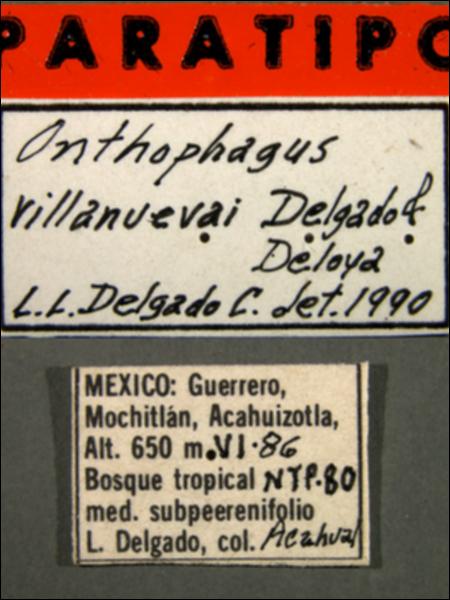 PARATIPO
Onthophagus
villanuevai Delgado &
Deloya
L.L. Delgado C. det. 1990
MEXICO: Guerrero,
Mochitlán, Acahuizotla,
Alt. 650 m. VI·86
Bosque tropical NTP-80
med. subpeerenifolio
L. Delgado, col. Acahual